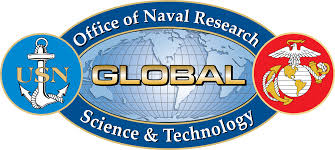 Office of Naval Research
USN
GLOBAL
Science & Technology